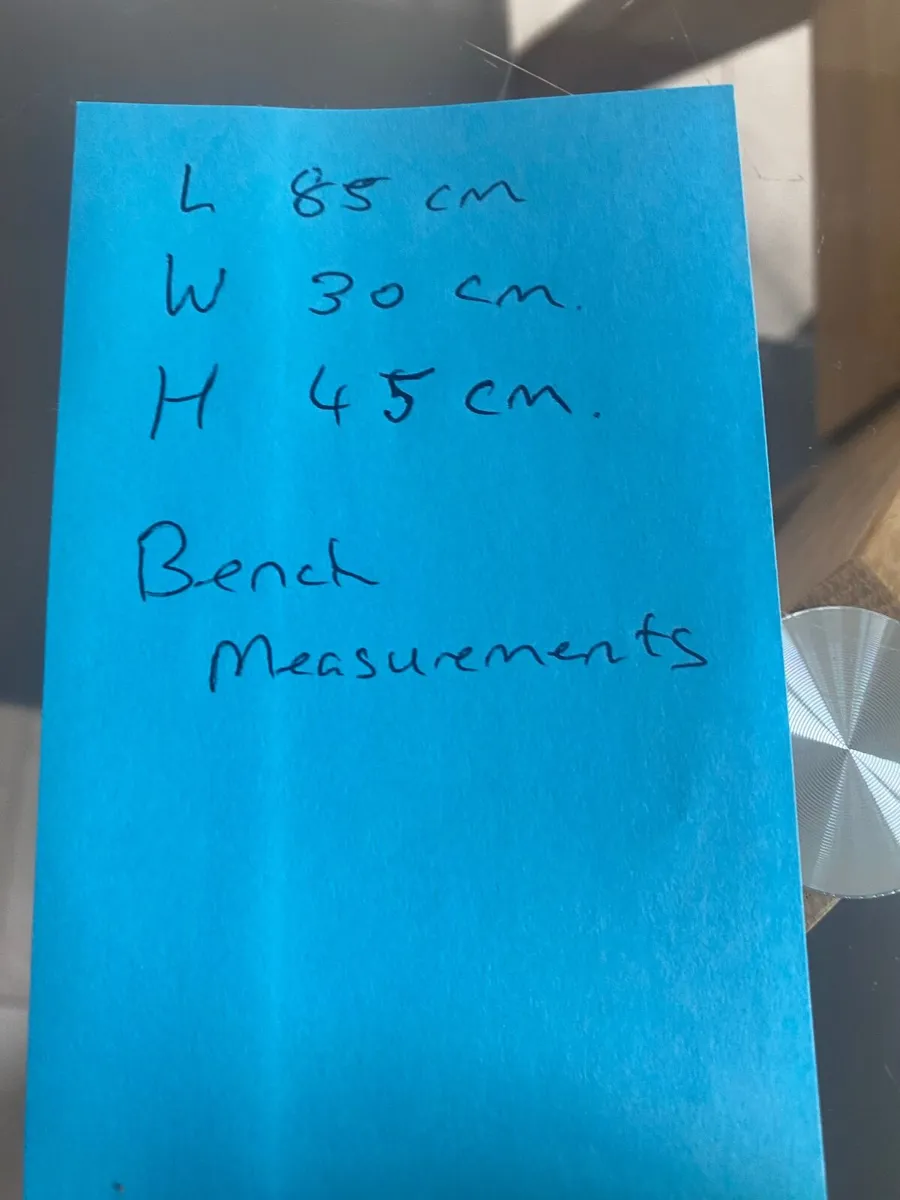 L 85 cm
W 30 cm.
H 45 cm.
Bench
Measurements